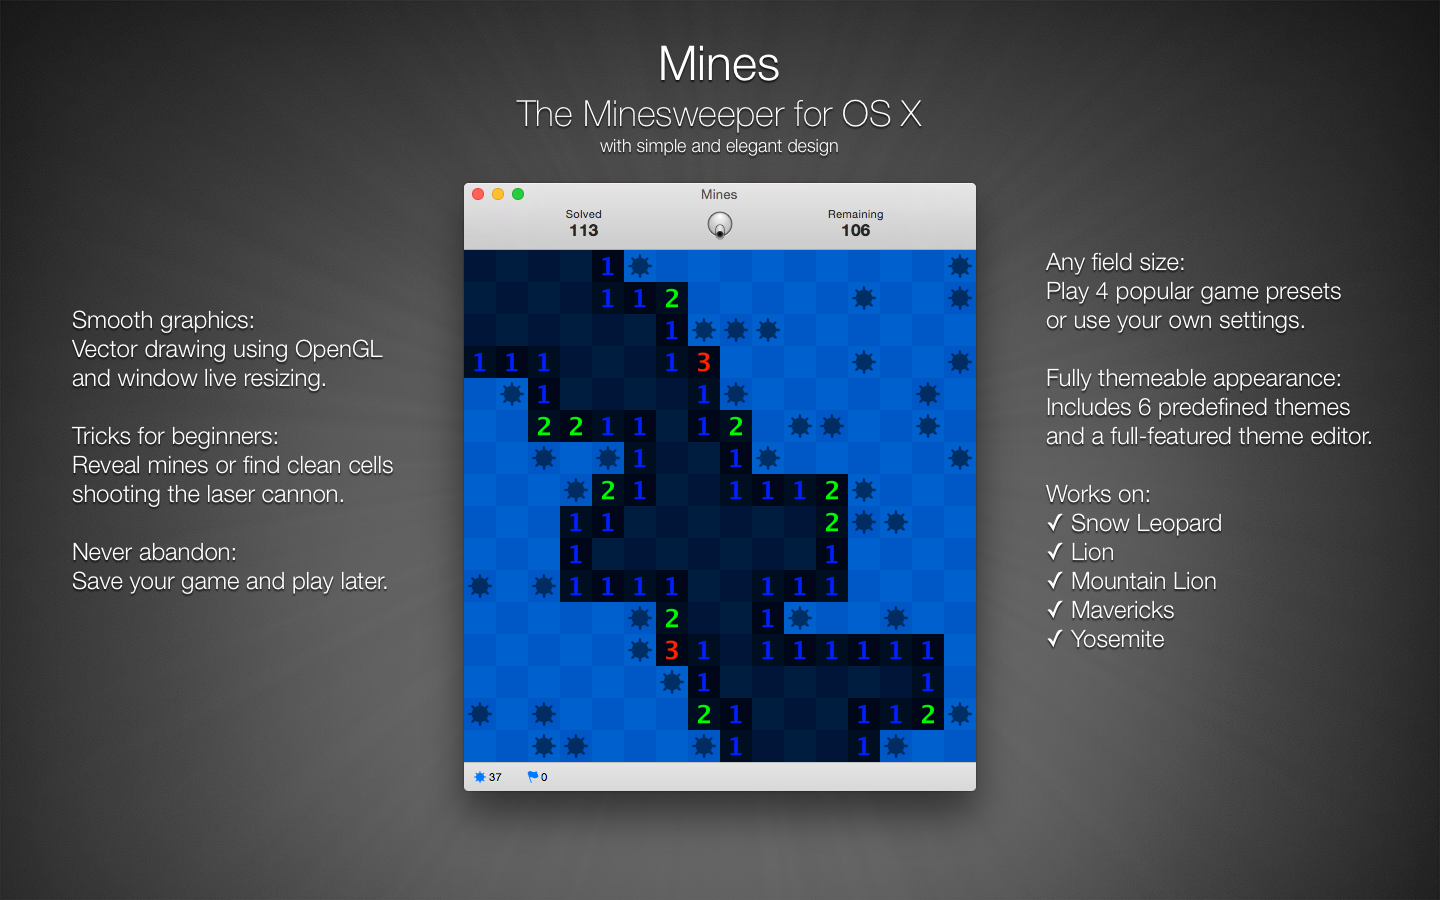 Mines
The Minesweeper for OS X
with simple and elegant design
Smooth graphics:
Vector drawing using OpenGL
and window live resizing.
Tricks for beginners:
Reveal mines or find clean cells
shooting the laser cannon.
Never abandon:
Save your game and play later.
Mines
Solved
113
Remaining
106
1
1 1 2
1
1 1 1 1 3
1 1
2 2 1 1 1 2
1 1
2 1 1 1 1 2
1 1 2
1 1
1 1 1 1 1 1 1
2 1
3 1 1 1 1 1 1 1
1 1
2 1 1 1 2
1 1
37 0
Any field size:
Play 4 popular game presets
or use your own settings.
Fully themeable appearance:
Includes 6 predefined themes
and a full-featured theme editor.
Works on:
✓ Snow Leopard
✓ Lion
✓ Mountain Lion
✓ Mavericks
✓ Yosemite